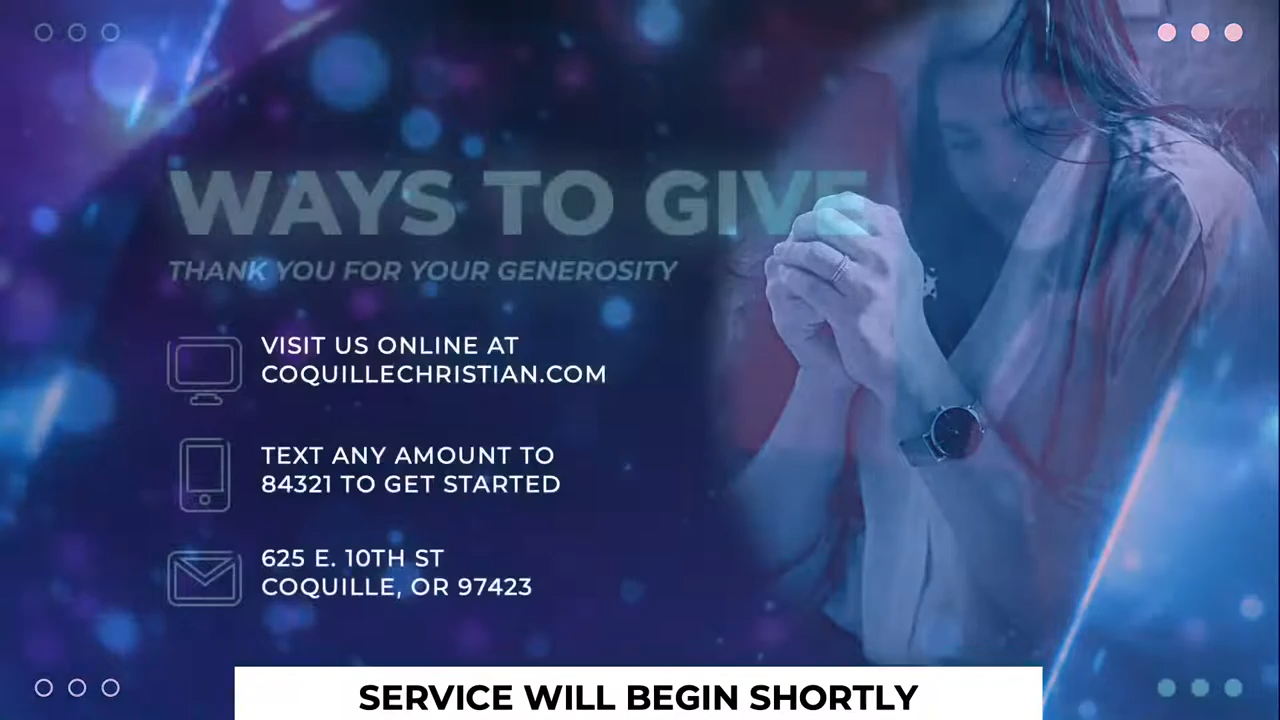 WAYS TO GIVE
THANK YOU FOR YOUR GENEROSITY
VISIT US ONLINE AT
COQUILLECHRISTIAN.COM
TEXT ANY AMOUNT TO
84321 TO GET STARTED
625 E. 10TH ST
COQUILLE, OR 97423
SERVICE WILL BEGIN SHORTLY